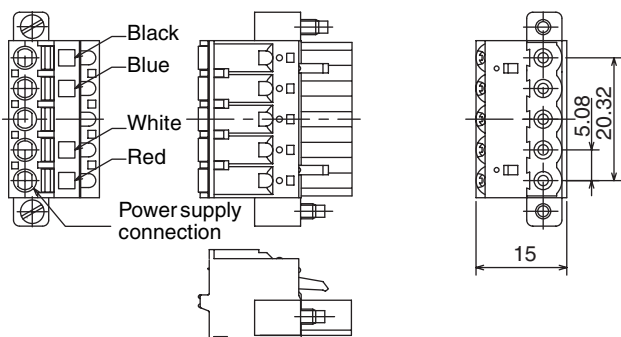 Black
Blue
White
Red
Power supply
connection
5.08
20.32
15